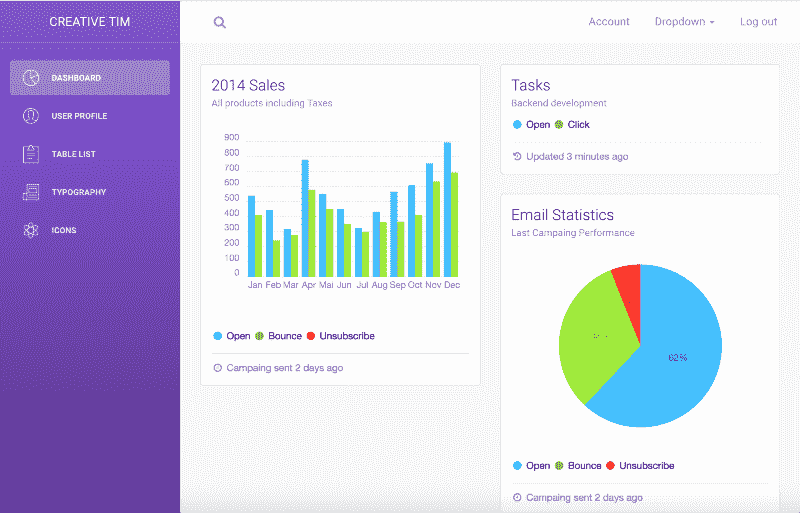 CREATIVE TIM
Account Dropdown Log out
DASHBOARD
USER PROFILE
TABLE LIST
TYPOGRAPHY
ICONS
2014 Sales
All products including Taxes
900
800
700
600
500
400
300
200
100
0
Jan Feb Mar Apr Mai Jun Jul Aug Sep Oct Nov Dec
Open Bounce Unsubscribe
Campaing sent 2 days ago
Tasks
Backend development
Open Click
Updated 3 minutes ago
Email Statistics
Last Campaing Performance
62%
Open Bounce Unsubscribe
Campaing sent 2 days ago